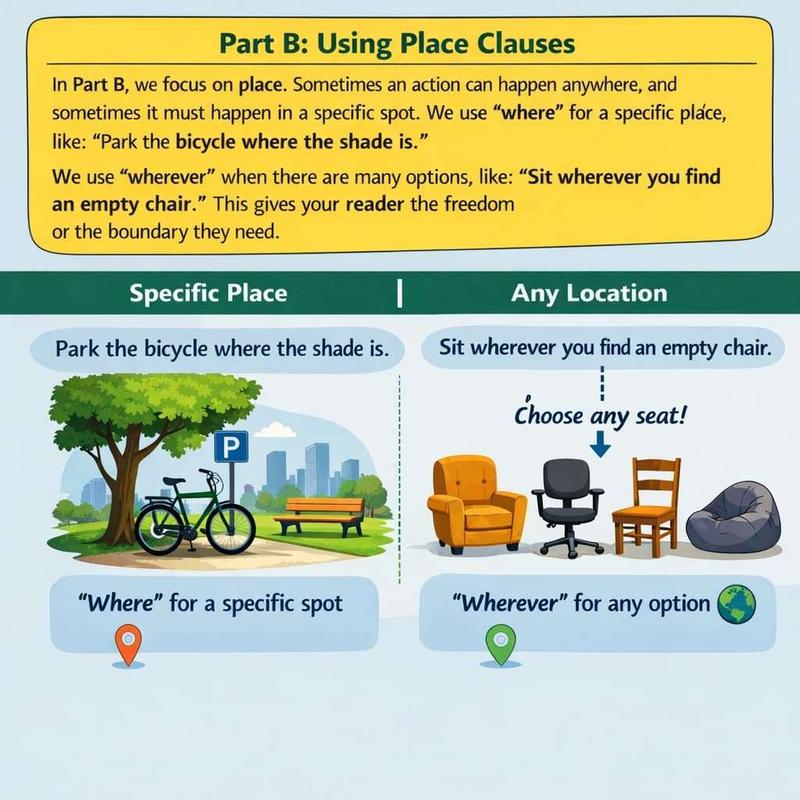 Part B: Using Place Clauses
In Part B, we focus on place. Sometimes an action can happen anywhere, and
sometimes it must happen in a specific spot. We use “where” for a specific place,
like: “Park the bicycle where the shade is.”
We use “wherever” when there are many options, like: “Sit wherever you find
an empty chair.” This gives your reader the freedom
or the boundary they need.
Specific Place | Any Location
Park the bicycle where the shade is.
P
“Where” for a specific spot
Sit wherever you find an empty chair.
Choose any seat!
“Wherever” for any option